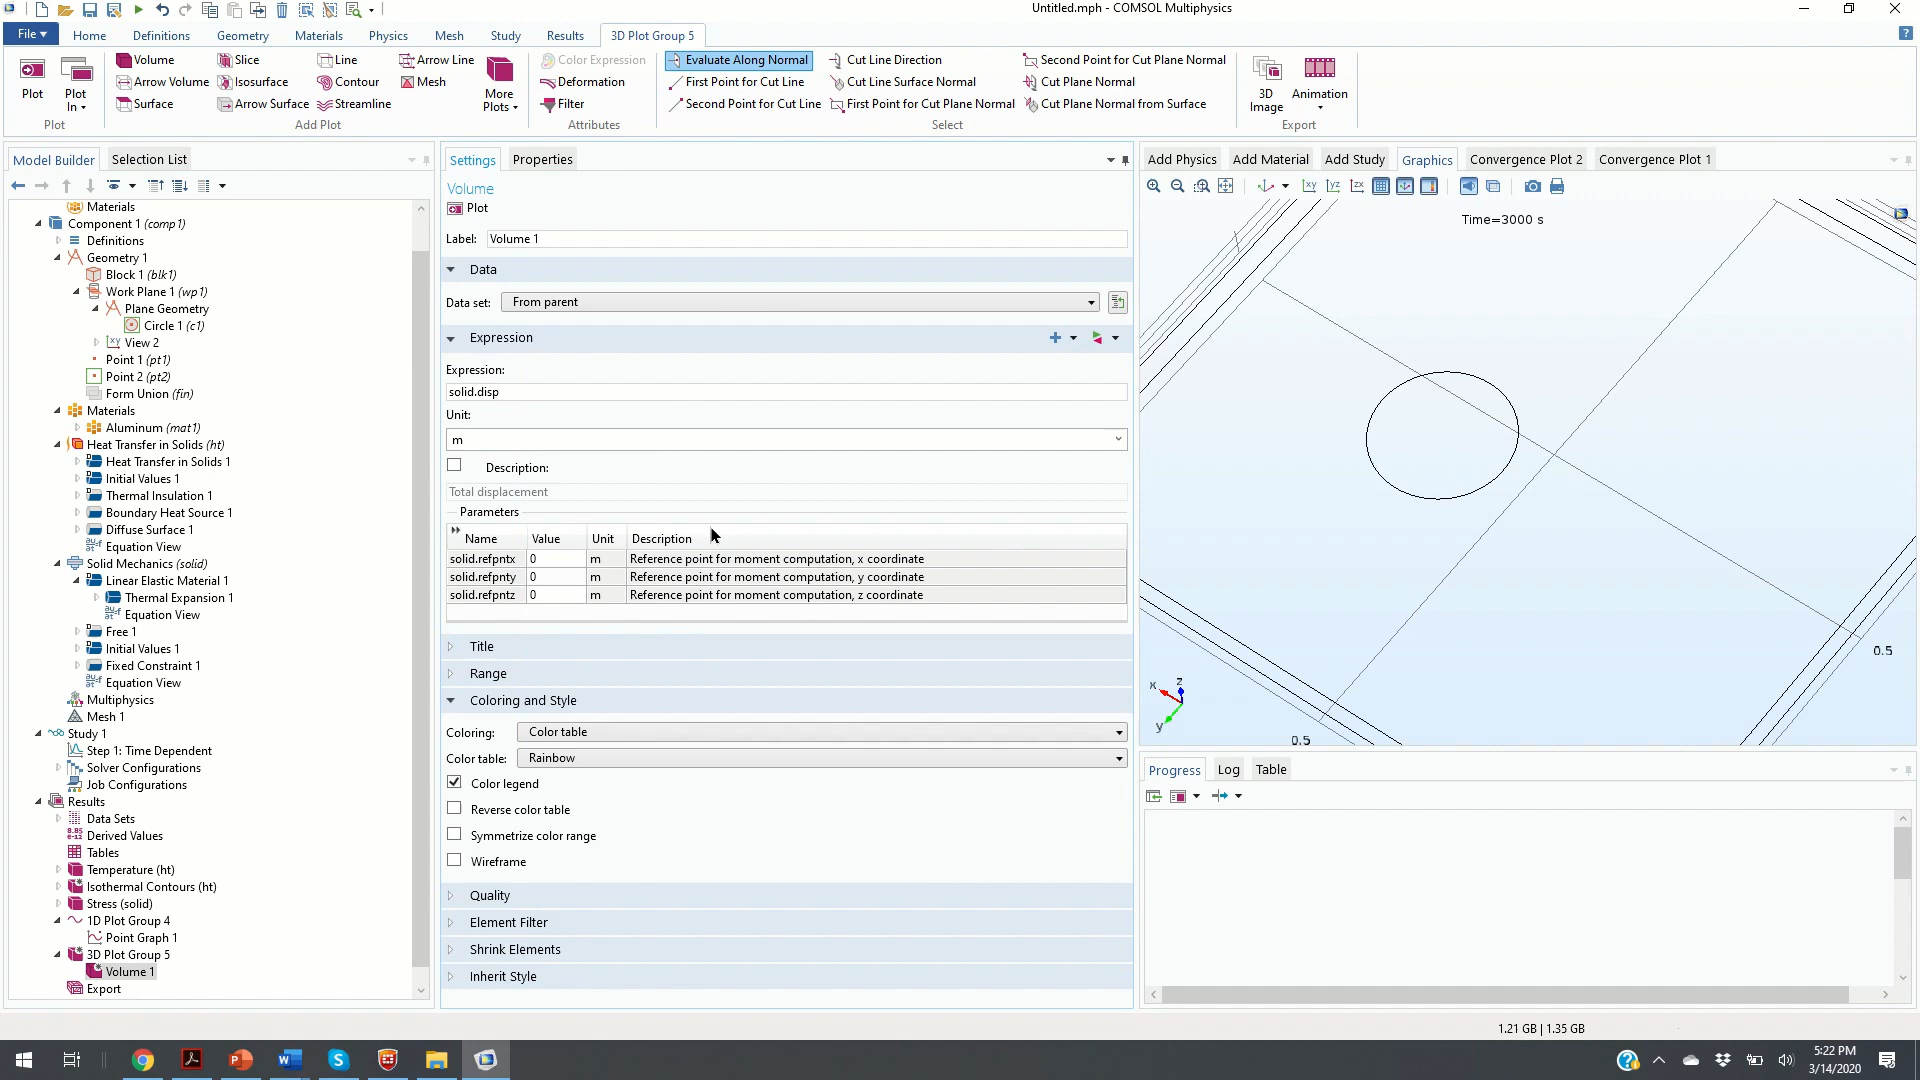 Untitled.mph - COMSOL Multiphysics
File Home Definitions Geometry Materials Physics Mesh Study Results 3D Plot Group 5
Volume Slice Line Arrow Line Color Expression Evaluate Along Normal Cut Line Direction Second Point for Cut Plane Normal
Arrow Volume Isosurface Contour Mesh Deformation First Point for Cut Line Cut Line Surface Normal Cut Plane Normal
Surface Arrow Surface Streamline Filter Second Point for Cut Line First Point for Cut Plane Normal Cut Plane Normal from Surface
Plot Plot In More Plots 3D Image Animation
Plot Add Plot Attributes Select Export
Model Builder Selection List
Materials
Component 1 (comp1)
Definitions
Geometry 1
Block 1 (blk1)
Work Plane 1 (wp1)
Plane Geometry
Circle 1 (c1)
xy View 2
Point 1 (pt1)
Point 2 (pt2)
Form Union (fin)
Materials
Aluminum (mat1)
Heat Transfer in Solids (ht)
Heat Transfer in Solids 1
Initial Values 1
Thermal Insulation 1
Boundary Heat Source 1
Diffuse Surface 1
Equation View
Solid Mechanics (solid)
Linear Elastic Material 1
Thermal Expansion 1
Equation View
Free 1
Initial Values 1
Fixed Constraint 1
Equation View
Multiphysics
Mesh 1
Study 1
Step 1: Time Dependent
Solver Configurations
Job Configurations
Results
Data Sets
8.85 e-12 Derived Values
Tables
Temperature (ht)
Isothermal Contours (ht)
Stress (solid)
1D Plot Group 4
Point Graph 1
3D Plot Group 5
Volume 1
Export
Settings Properties
Volume
Plot
Label: Volume 1
Data
Data set: From parent
Expression
Expression:
solid.disp
Unit:
m
Description:
Total displacement
Parameters
Name Value Unit Description
solid.refpntx 0 m Reference point for moment computation, x coordinate
solid.refpnty 0 m Reference point for moment computation, y coordinate
solid.refpntz 0 m Reference point for moment computation, z coordinate
Title
Range
Coloring and Style
Coloring: Color table
Color table: Rainbow
Color legend
Reverse color table
Symmetrize color range
Wireframe
Quality
Element Filter
Shrink Elements
Inherit Style
Add Physics Add Material Add Study Graphics Convergence Plot 2 Convergence Plot 1
xy yz zx
Time=3000 s
0.5
0.5
x z
y
Progress Log Table
1.21 GB | 1.35 GB
5:22 PM
3/14/2020